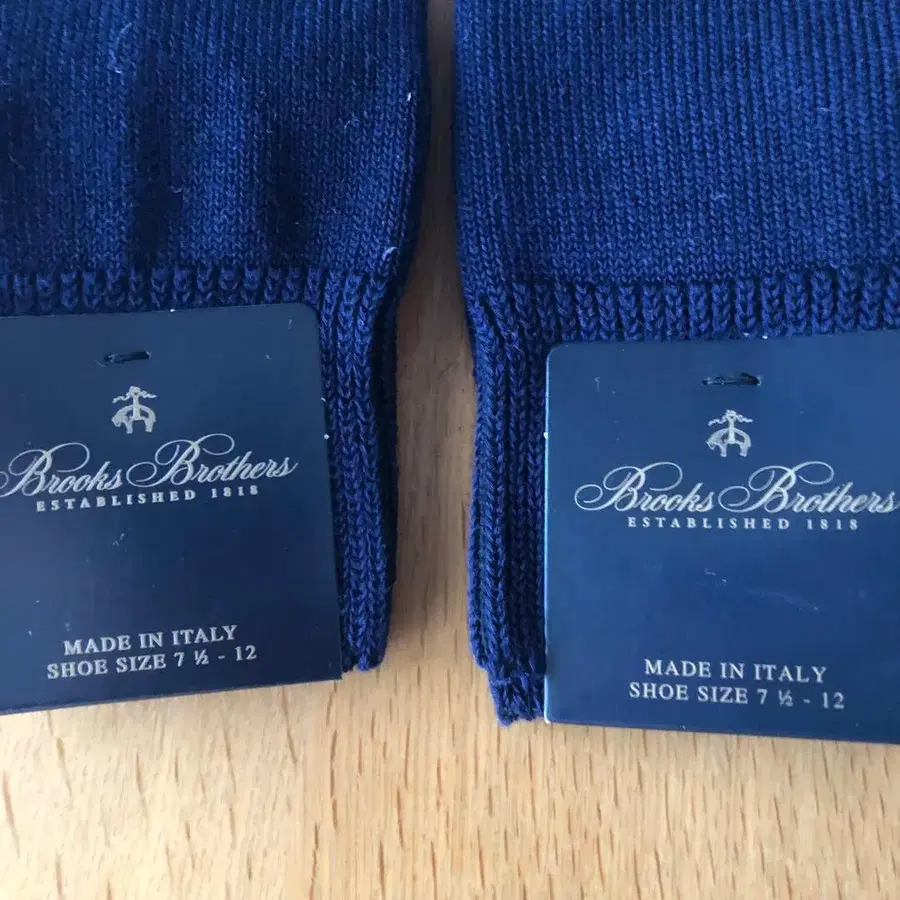 Brooks Brothers
ESTABLISHED 1818
MADE IN ITALY
SHOE SIZE 7 ½ - 12
Brooks Brothers
ESTABLISHED 1818
MADE IN ITALY
SHOE SIZE 7 ½ - 12